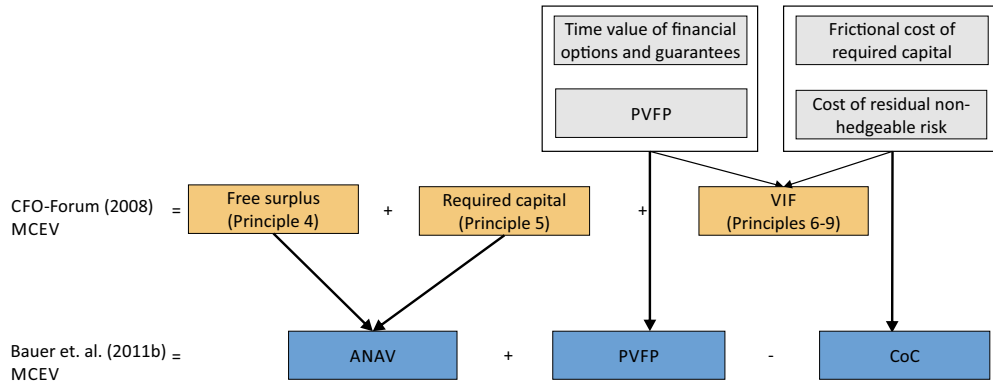 Time value of financial
options and guarantees
PVFP
Frictional cost of
required capital
Cost of residual non-
hedgeable risk
CFO-Forum (2008)
MCEV
=
Free surplus
(Principle 4)
+
Required capital
(Principle 5)
+
VIF
(Principles 6-9)
Bauer et. al. (2011b)
MCEV
=
ANAV
+
PVFP
-
CoC